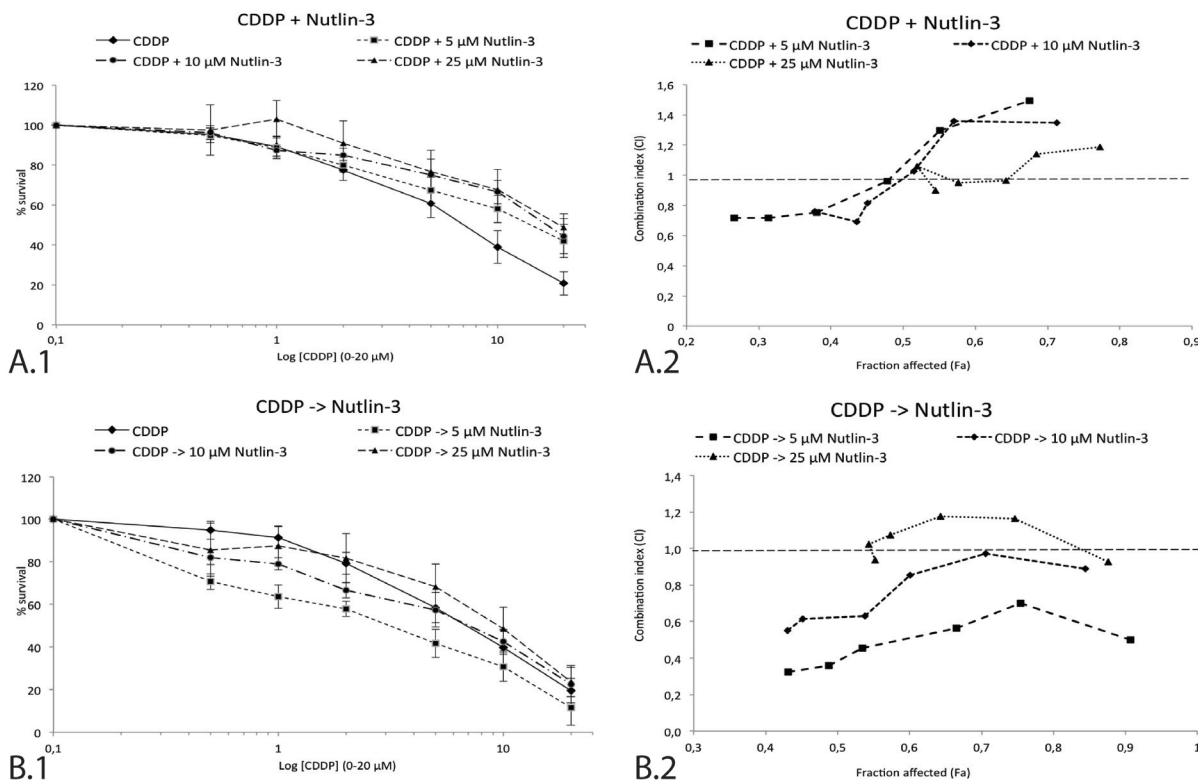 CDDP + Nutlin-3
CDDP
CDDP + 5 µM Nutlin-3
CDDP + 10 µM Nutlin-3
CDDP + 25 µM Nutlin-3
120
100
80
60
40
20
0
% survival
0,1
1
10
Log [CDDP] (0-20 µM)
A.1
CDDP + Nutlin-3
CDDP + 5 µM Nutlin-3
CDDP + 10 µM Nutlin-3
CDDP + 25 µM Nutlin-3
1,6
1,4
1,2
1
0,8
0,6
0,4
0,2
0
Combination index (CI)
0,2
0,3
0,4
0,5
0,6
0,7
0,8
0,9
Fraction affected (Fa)
A.2
CDDP -> Nutlin-3
CDDP
CDDP -> 5 µM Nutlin-3
CDDP -> 10 µM Nutlin-3
CDDP -> 25 µM Nutlin-3
120
100
80
60
40
20
0
% survival
0,1
1
10
Log [CDDP] (0-20 µM)
B.1
CDDP -> Nutlin-3
CDDP -> 5 µM Nutlin-3
CDDP -> 10 µM Nutlin-3
CDDP -> 25 µM Nutlin-3
1,4
1,2
1,0
0,8
0,6
0,4
0,2
0,0
Combination index (CI)
0,3
0,4
0,5
0,6
0,7
0,8
0,9
1
Fraction affected (Fa)
B.2